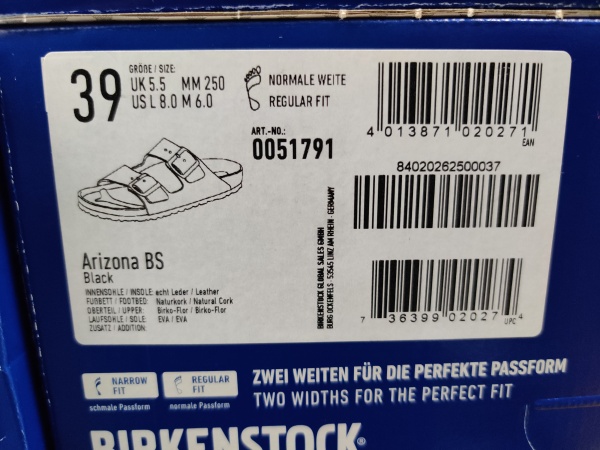 39
GRÖßE / SIZE:
UK 5.5 MM 250
US L 8.0 M 6.0
NORMALE WEITE
REGULAR FIT
ART.-NO.:
0051791
4 013871 020271
EAN
84020262500037
7 36399 02027 4
UPC
Arizona BS
Black
INNENSOHLE / INSOLE: echt Leder / Leather
FUßBETT / FOOTBED: Naturkork / Natural Cork
OBERTEIL / UPPER: Birko-Flor / Birko-Flor
LAUFSOHLE / SOLE: EVA / EVA
ZUSATZ / ADDITION:
BIRKENSTOCK GLOBAL SALES GMBH
BURG OCKENFELS · 53545 LINZ AM RHEIN · GERMANY
NARROW FIT
schmale Passform
REGULAR FIT
normale Passform
ZWEI WEITEN FÜR DIE PERFEKTE PASSFORM
TWO WIDTHS FOR THE PERFECT FIT
BIRKENSTOCK®